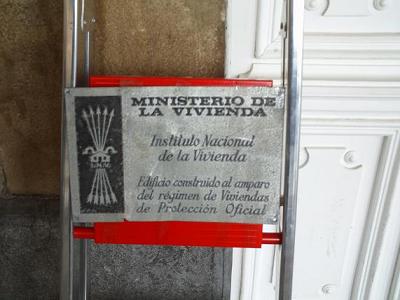 MINISTERIO DE
LA VIVIENDA
Instituto Nacional
de la Vivienda
Edificio construido al amparo
del régimen de Viviendas
de Protección Oficial